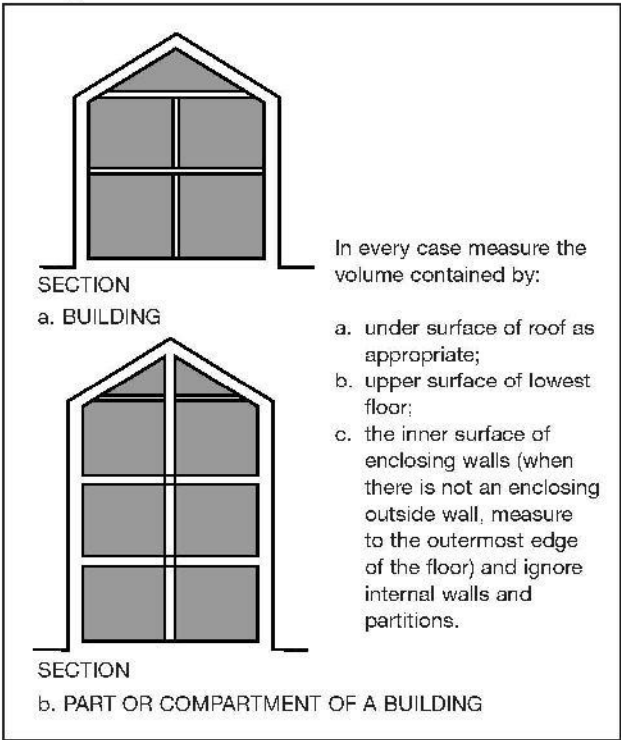 SECTION
a. BUILDING
In every case measure the
volume contained by:
a. under surface of roof as
appropriate;
b. upper surface of lowest
floor;
c. the inner surface of
enclosing walls (when
there is not an enclosing
outside wall, measure
to the outermost edge
of the floor) and ignore
internal walls and
partitions.
SECTION
b. PART OR COMPARTMENT OF A BUILDING